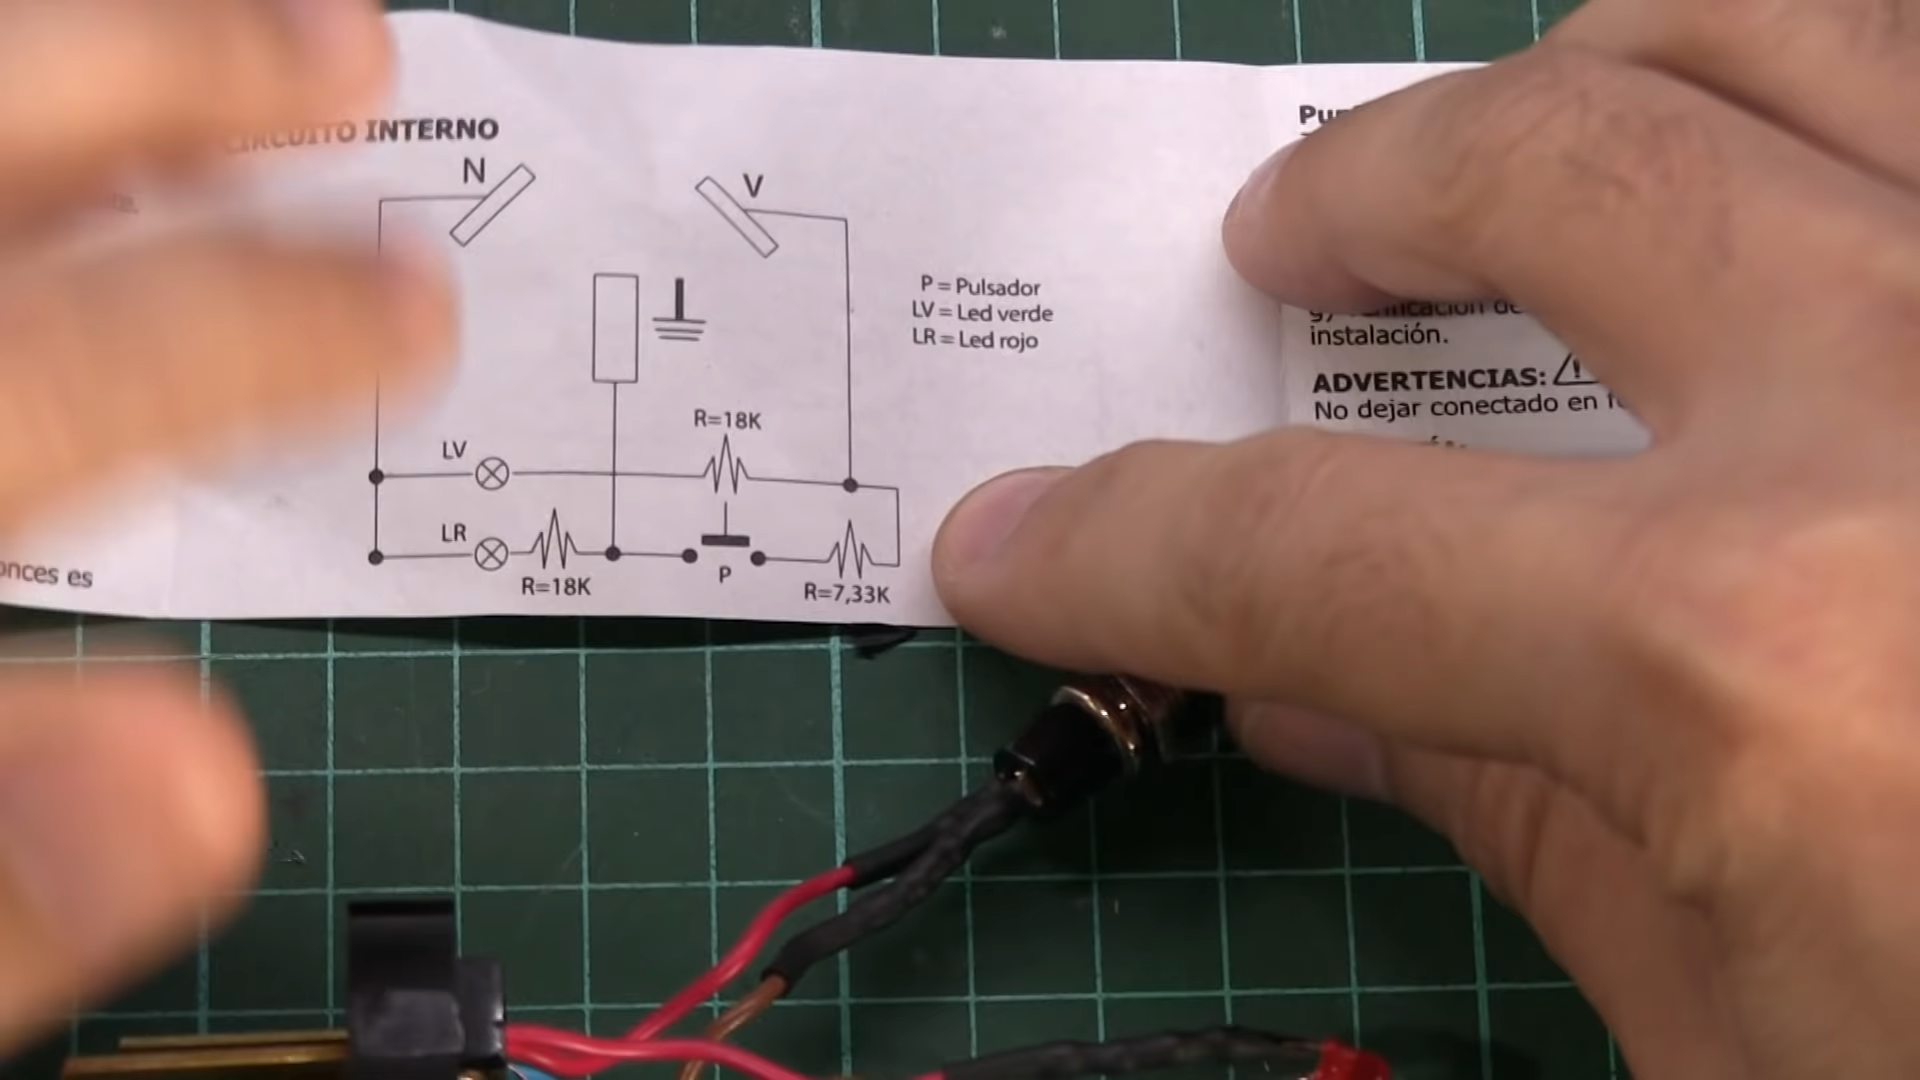 CIRCUITO INTERNO
N
V
P = Pulsador
LV = Led verde
LR = Led rojo
R=18K
LV
LR
R=18K
P
R=7,33K
es
instalación.
ADVERTENCIAS:
No dejar conectado en